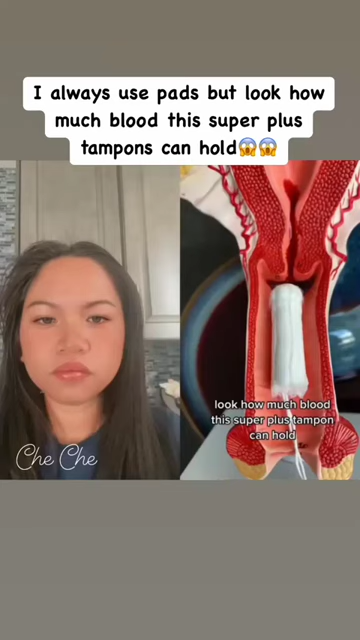 I always use pads but look how
much blood this super plus
tampons can hold😱😱
look how much blood
this super plus tampon
can hold
Che Che